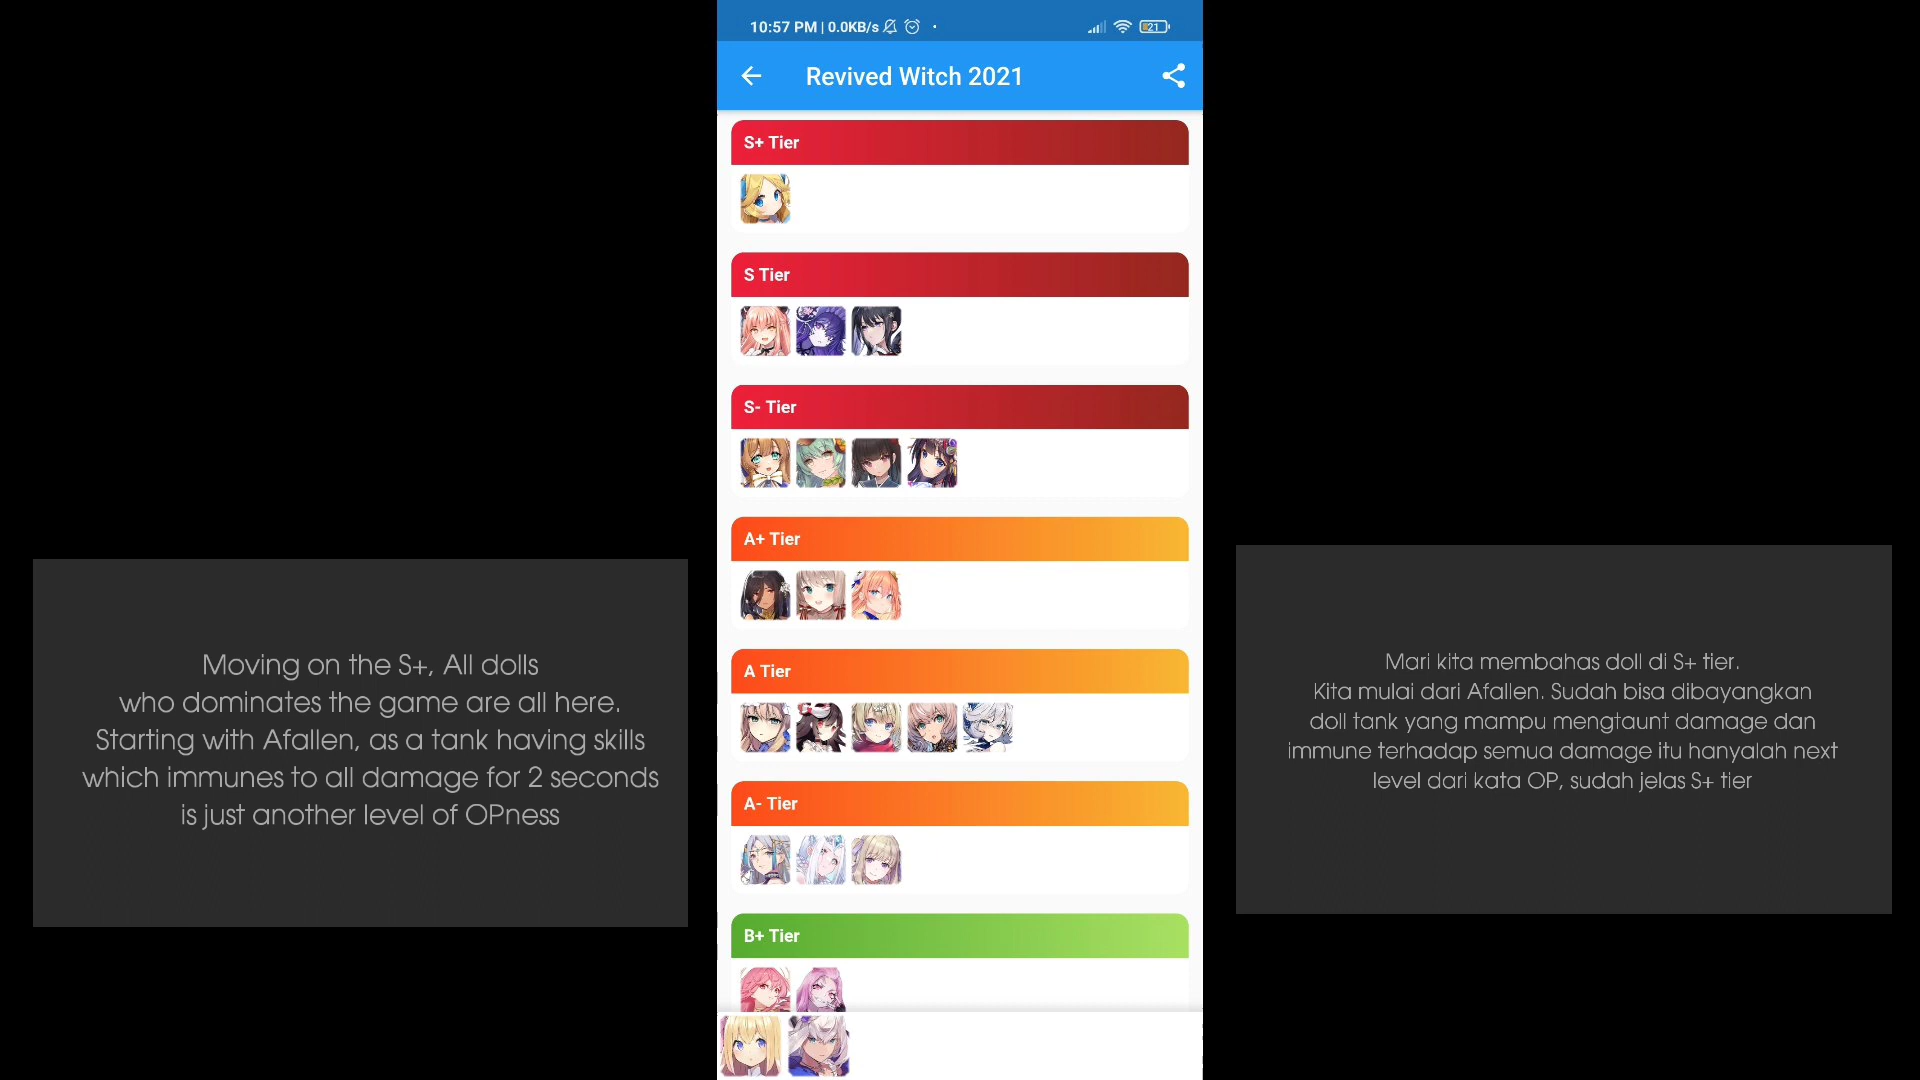 10:57 PM | 0.0KB/s
21
Revived Witch 2021
S+ Tier
S Tier
S- Tier
A+ Tier
A Tier
A- Tier
B+ Tier
Moving on the S+, All dolls
who dominates the game are all here.
Starting with Afallen, as a tank having skills
which immunes to all damage for 2 seconds
is just another level of OPness
Mari kita membahas doll di S+ tier.
Kita mulai dari Afallen. Sudah bisa dibayangkan
doll tank yang mampu mengtaunt damage dan
immune terhadap semua damage itu hanyalah next
level dari kata OP, sudah jelas S+ tier